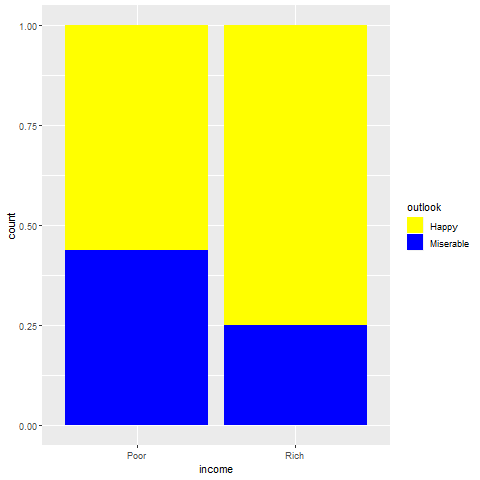 1.00
0.75
0.50
0.25
0.00
count
Poor
Rich
income
outlook
Happy
Miserable